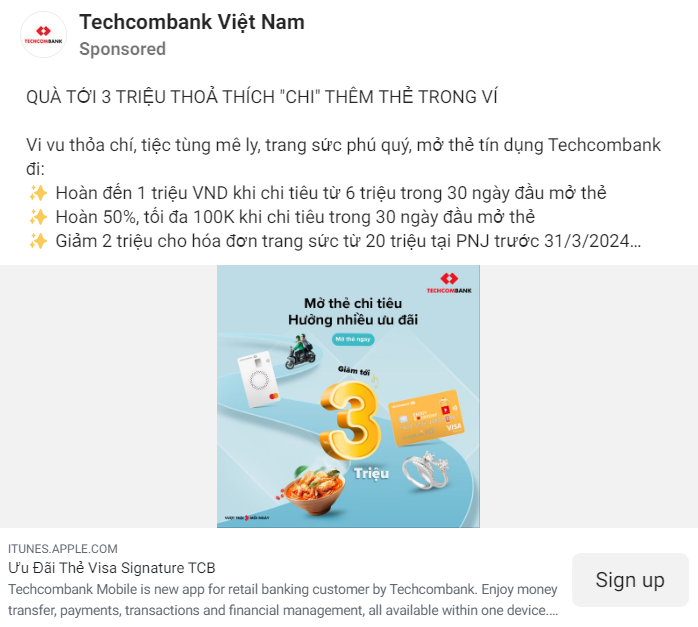 Techcombank Việt Nam
TECHCOMBANK
Sponsored
QUÀ TỚI 3 TRIỆU THOẢ THÍCH "CHI" THÊM THẺ TRONG VÍ
Vi vu thỏa chí, tiệc tùng mê ly, trang sức phú quý, mở thẻ tín dụng Techcombank
đi:
✨ Hoàn đến 1 triệu VND khi chi tiêu từ 6 triệu trong 30 ngày đầu mở thẻ
✨ Hoàn 50%, tối đa 100K khi chi tiêu trong 30 ngày đầu mở thẻ
✨ Giảm 2 triệu cho hóa đơn trang sức từ 20 triệu tại PNJ trước 31/3/2024...
TECHCOMBANK
Mở thẻ chi tiêu
Hưởng nhiều ưu đãi
Mở thẻ ngay
Giảm tới
3
Triệu
VISA
VƯỢT TRỘI MỖI NGÀY
ITUNES.APPLE.COM
Ưu Đãi Thẻ Visa Signature TCB
Techcombank Mobile is new app for retail banking customer by Techcombank. Enjoy money
transfer, payments, transactions and financial management, all available within one device....
Sign up